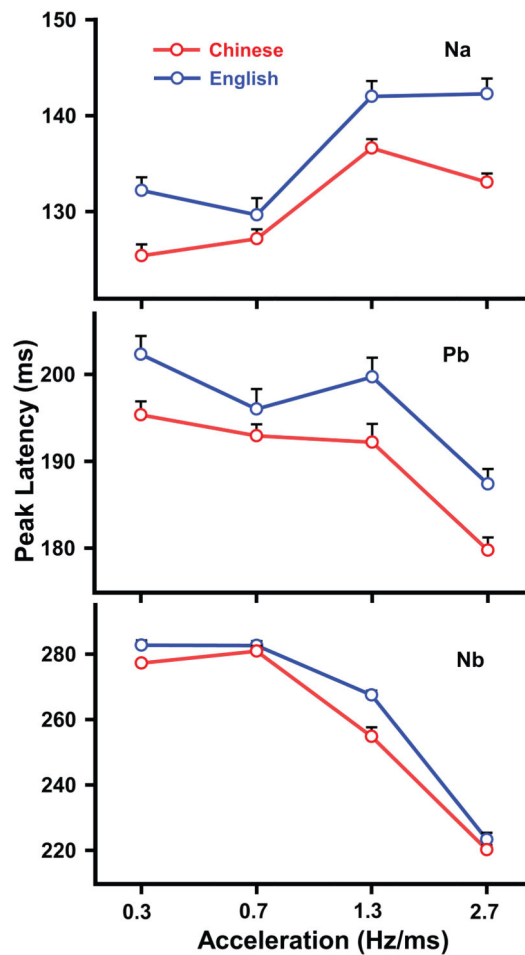 150
Chinese
English
Na
140
130
Peak Latency (ms)
Pb
200
190
180
Nb
280
260
240
220
0.3 0.7 1.3 2.7
Acceleration (Hz/ms)